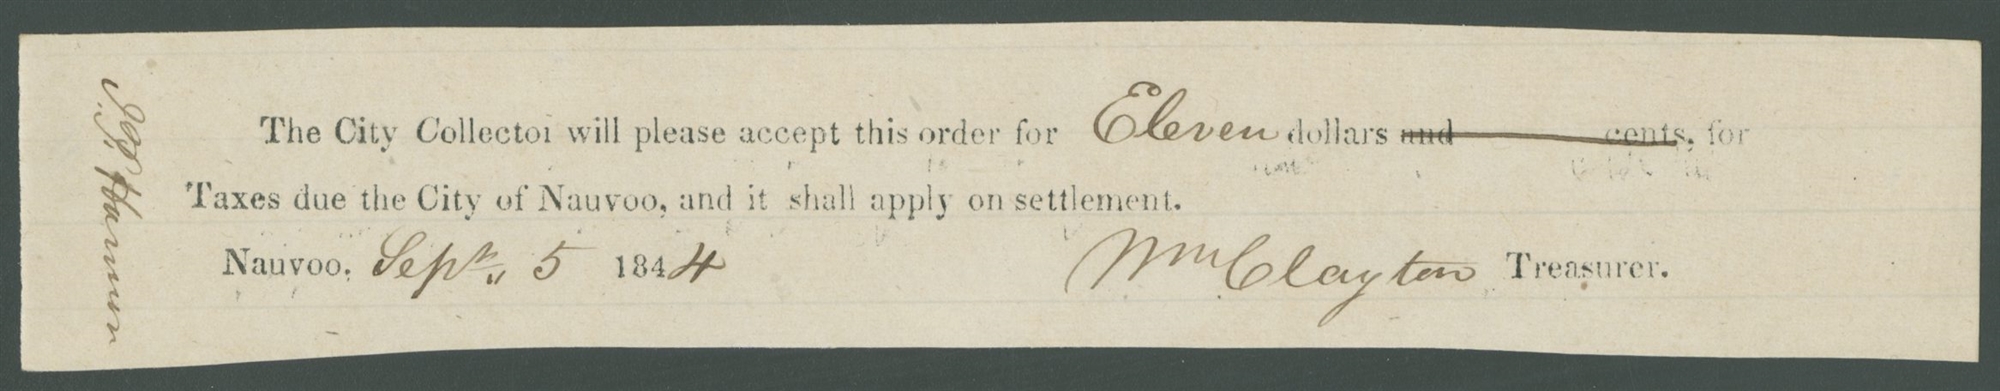 The City Collector will please accept this order for Eleven dollars and cents, for
Taxes due the City of Nauvoo, and it shall apply on settlement.
Nauvoo, Sept. 5 1844 Wm Clayton Treasurer.